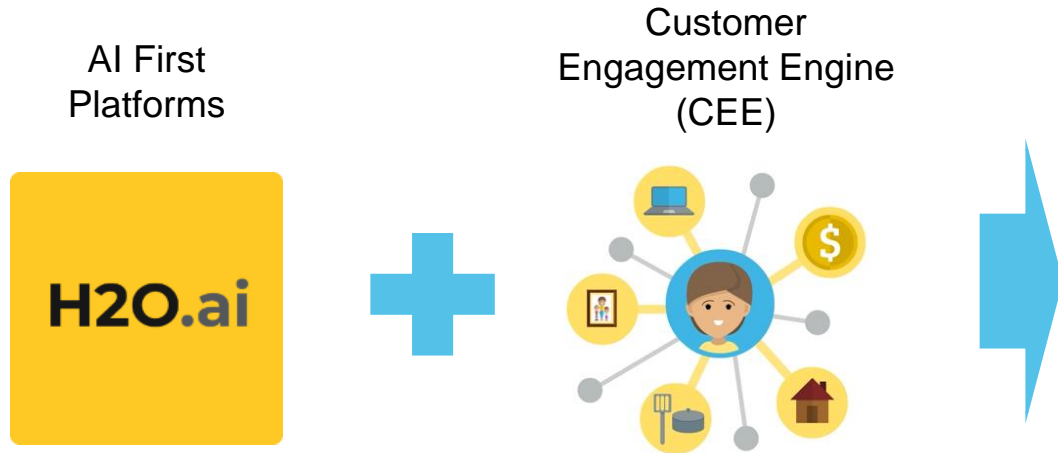 AI First
Platforms
Customer
Engagement Engine
(CEE)
H2O.ai
$